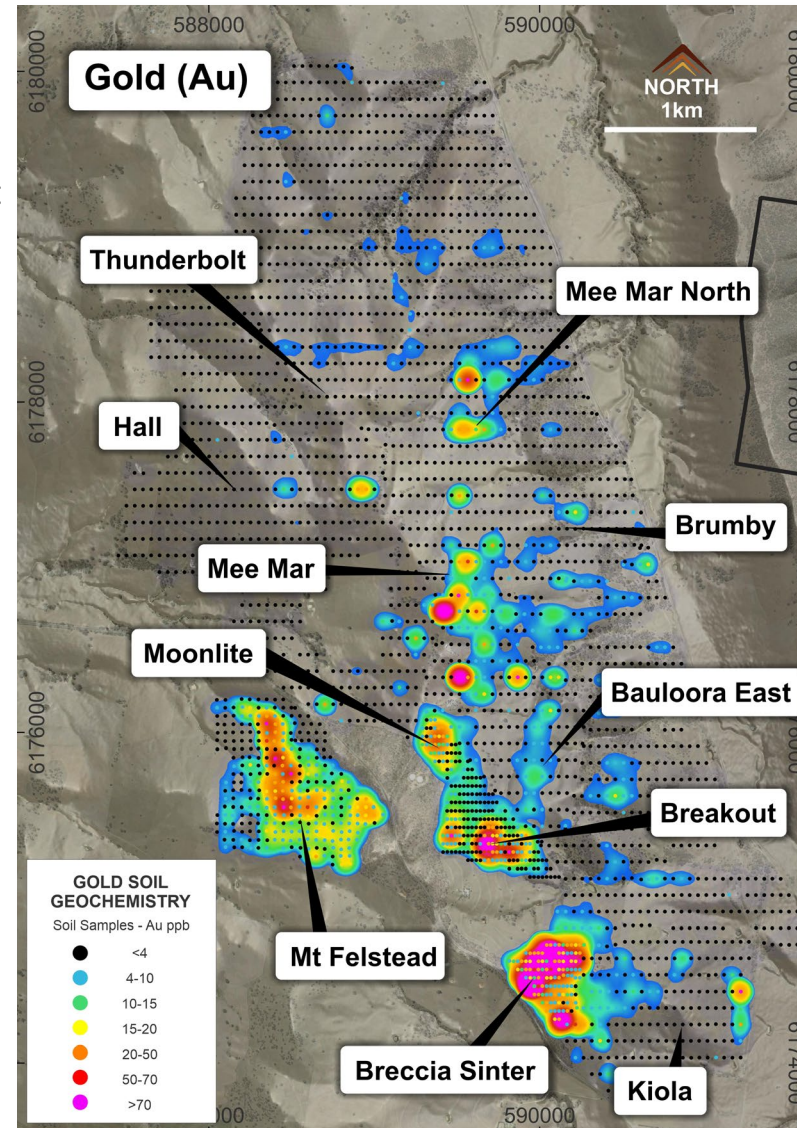 588000
590000
6180000
Gold (Au)
NORTH
1km
Thunderbolt
Mee Mar North
6178000
6178000
Hall
Brumby
Mee Mar
Moonlite
Bauloora East
6176000
Breakout
GOLD SOIL
GEOCHEMISTRY
Soil Samples - Au ppb
<4
4-10
10-15
15-20
20-50
50-70
>70
Mt Felstead
Breccia Sinter
Kiola
6174000
590000